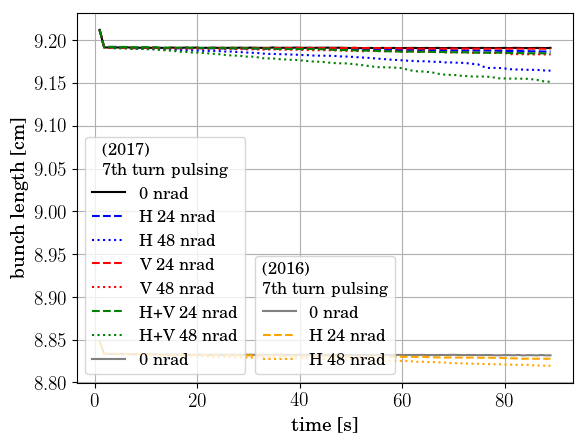 9.20
9.15
9.10
9.05
9.00
8.95
8.90
8.85
8.80
bunch length [cm]
(2017)
7th turn pulsing
0 nrad
H 24 nrad
H 48 nrad
V 24 nrad
V 48 nrad
H+V 24 nrad
H+V 48 nrad
0 nrad
(2016)
7th turn pulsing
0 nrad
H 24 nrad
H 48 nrad
0
20
40
60
80
time [s]